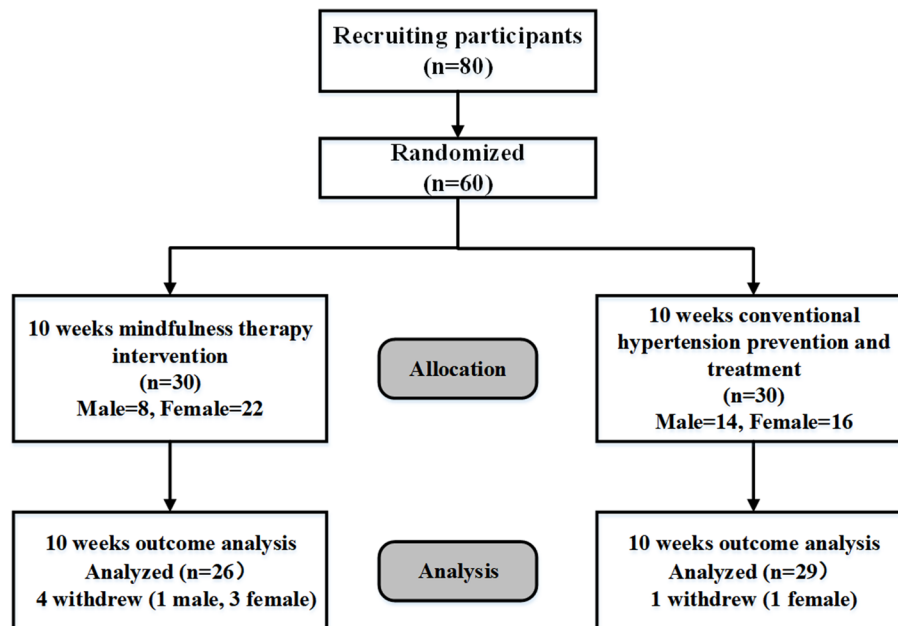 Recruiting participants
(n=80)
Randomized
(n=60)
10 weeks mindfulness therapy
intervention
(n=30)
Male=8, Female=22
Allocation
10 weeks conventional
hypertension prevention and
treatment
(n=30)
Male=14, Female=16
10 weeks outcome analysis
Analyzed (n=26）
4 withdrew (1 male, 3 female)
Analysis
10 weeks outcome analysis
Analyzed (n=29）
1 withdrew (1 female)